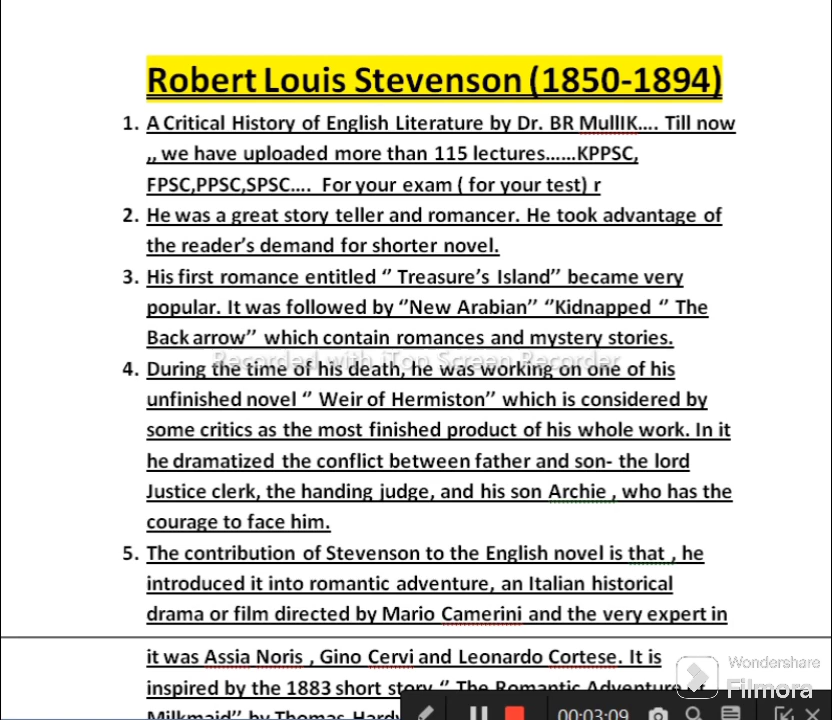 Robert Louis Stevenson (1850-1894)
1. A Critical History of English Literature by Dr. BR MullIK.... Till now
,, we have uploaded more than 115 lectures......KPPSC,
FPSC,PPSC,SPSC.... For your exam ( for your test) r
2. He was a great story teller and romancer. He took advantage of
the reader's demand for shorter novel.
3. His first romance entitled “ Treasure's Island” became very
popular. It was followed by “New Arabian” “Kidnapped “ The
Back arrow” which contain romances and mystery stories.
Recorded with iTop Screen Recorder
4. During the time of his death, he was working on one of his
unfinished novel “ Weir of Hermiston” which is considered by
some critics as the most finished product of his whole work. In it
he dramatized the conflict between father and son- the lord
Justice clerk, the handing judge, and his son Archie , who has the
courage to face him.
5. The contribution of Stevenson to the English novel is that , he
introduced it into romantic adventure, an Italian historical
drama or film directed by Mario Camerini and the very expert in
it was Assia Noris , Gino Cervi and Leonardo Cortese. It is
inspired by the 1883 short story “ The Romantic Adventure of
Milkmaid” by Thomas Hardy
Wondershare
Filmora
00:03:09